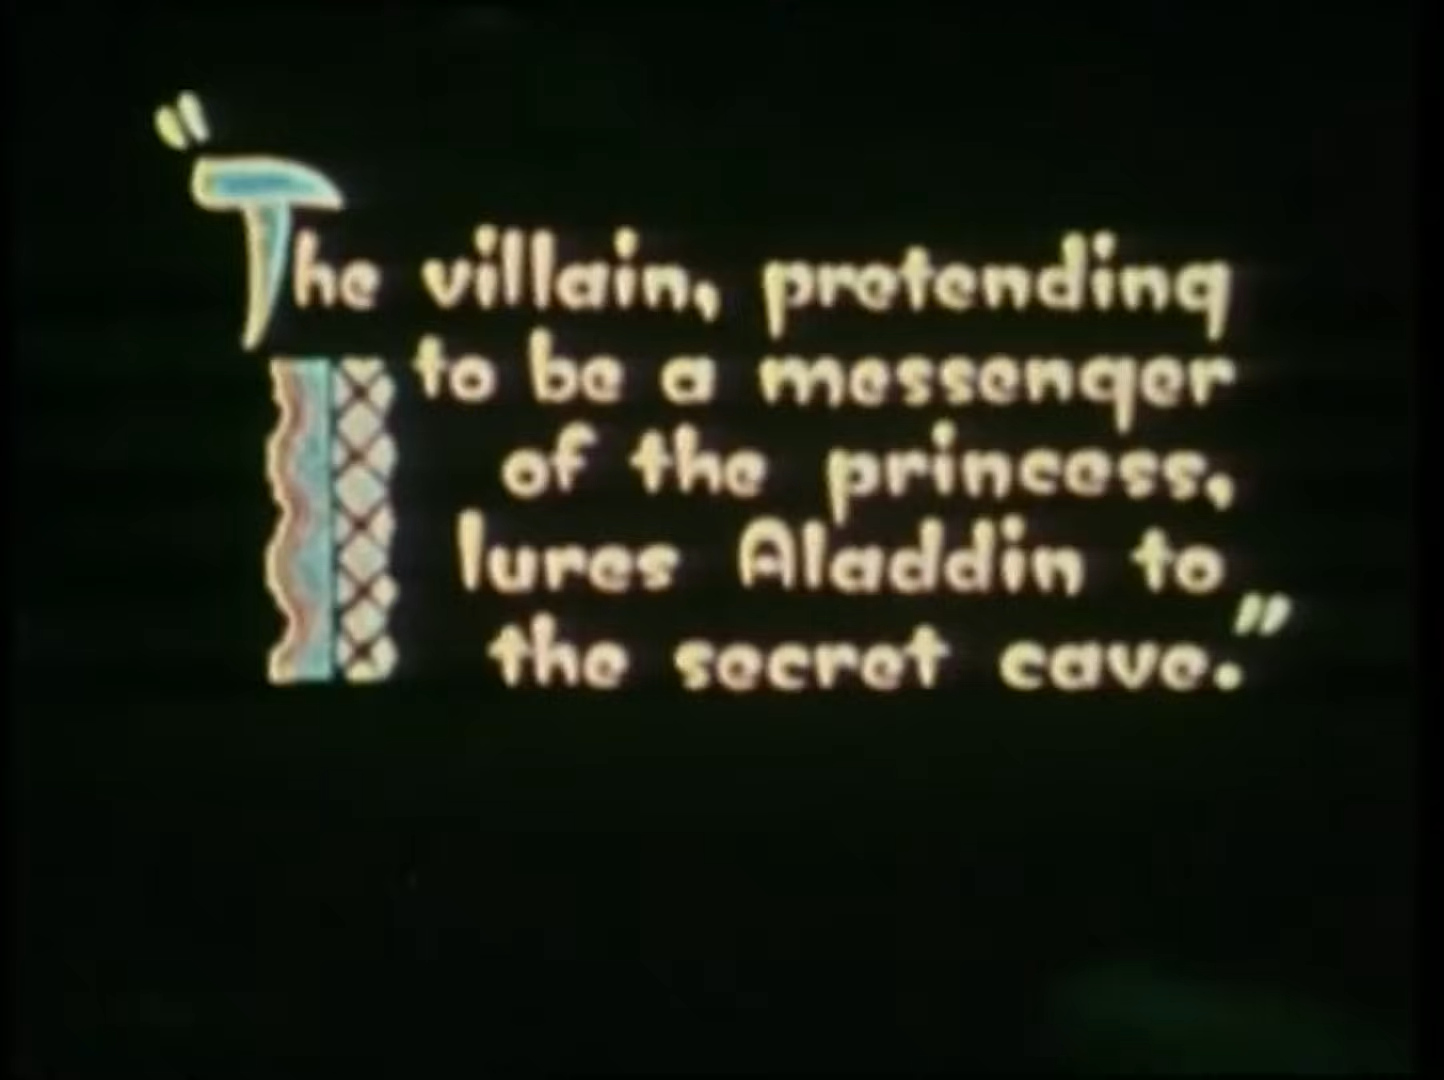 "The villain, pretending
to be a messenger
of the princess,
lures Aladdin to
the secret cave."